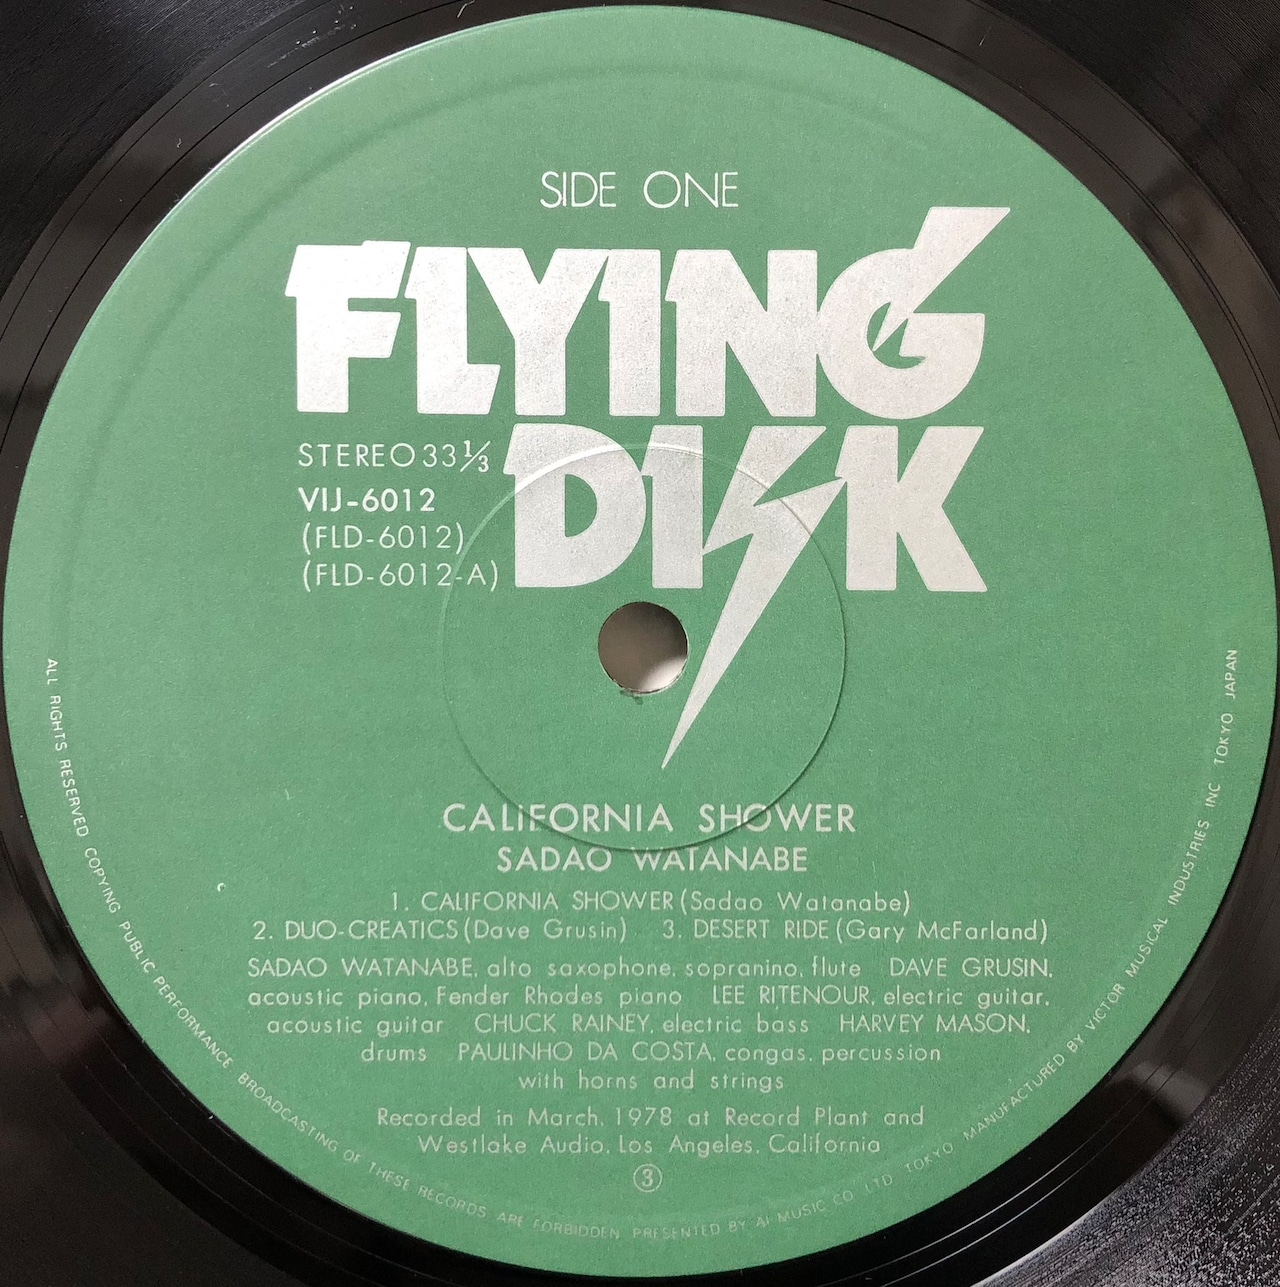 SIDE ONE
FLYING
DISK
STEREO 33 1/3
VIJ-6012
(FLD-6012)
(FLD-6012-A)
CALIFORNIA SHOWER
SADAO WATANABE
1. CALIFORNIA SHOWER (Sadao Watanabe)
2. DUO-CREATICS (Dave Grusin) 3. DESERT RIDE (Gary McFarland)
SADAO WATANABE, alto saxophone, sopranino, flute DAVE GRUSIN,
acoustic piano, Fender Rhodes piano LEE RITENOUR, electric guitar,
acoustic guitar CHUCK RAINEY, electric bass HARVEY MASON,
drums PAULINHO DA COSTA, congas, percussion
with horns and strings
Recorded in March, 1978 at Record Plant and
Westlake Audio, Los Angeles, California
③
ALL RIGHTS RESERVED COPYING PUBLIC PERFORMANCE BROADCASTING OF THESE RECORDS ARE FORBIDDEN PRESENTED BY AI MUSIC CO LTD TOKYO MANUFACTURED BY VICTOR MUSICAL INDUSTRIES INC TOKYO JAPAN